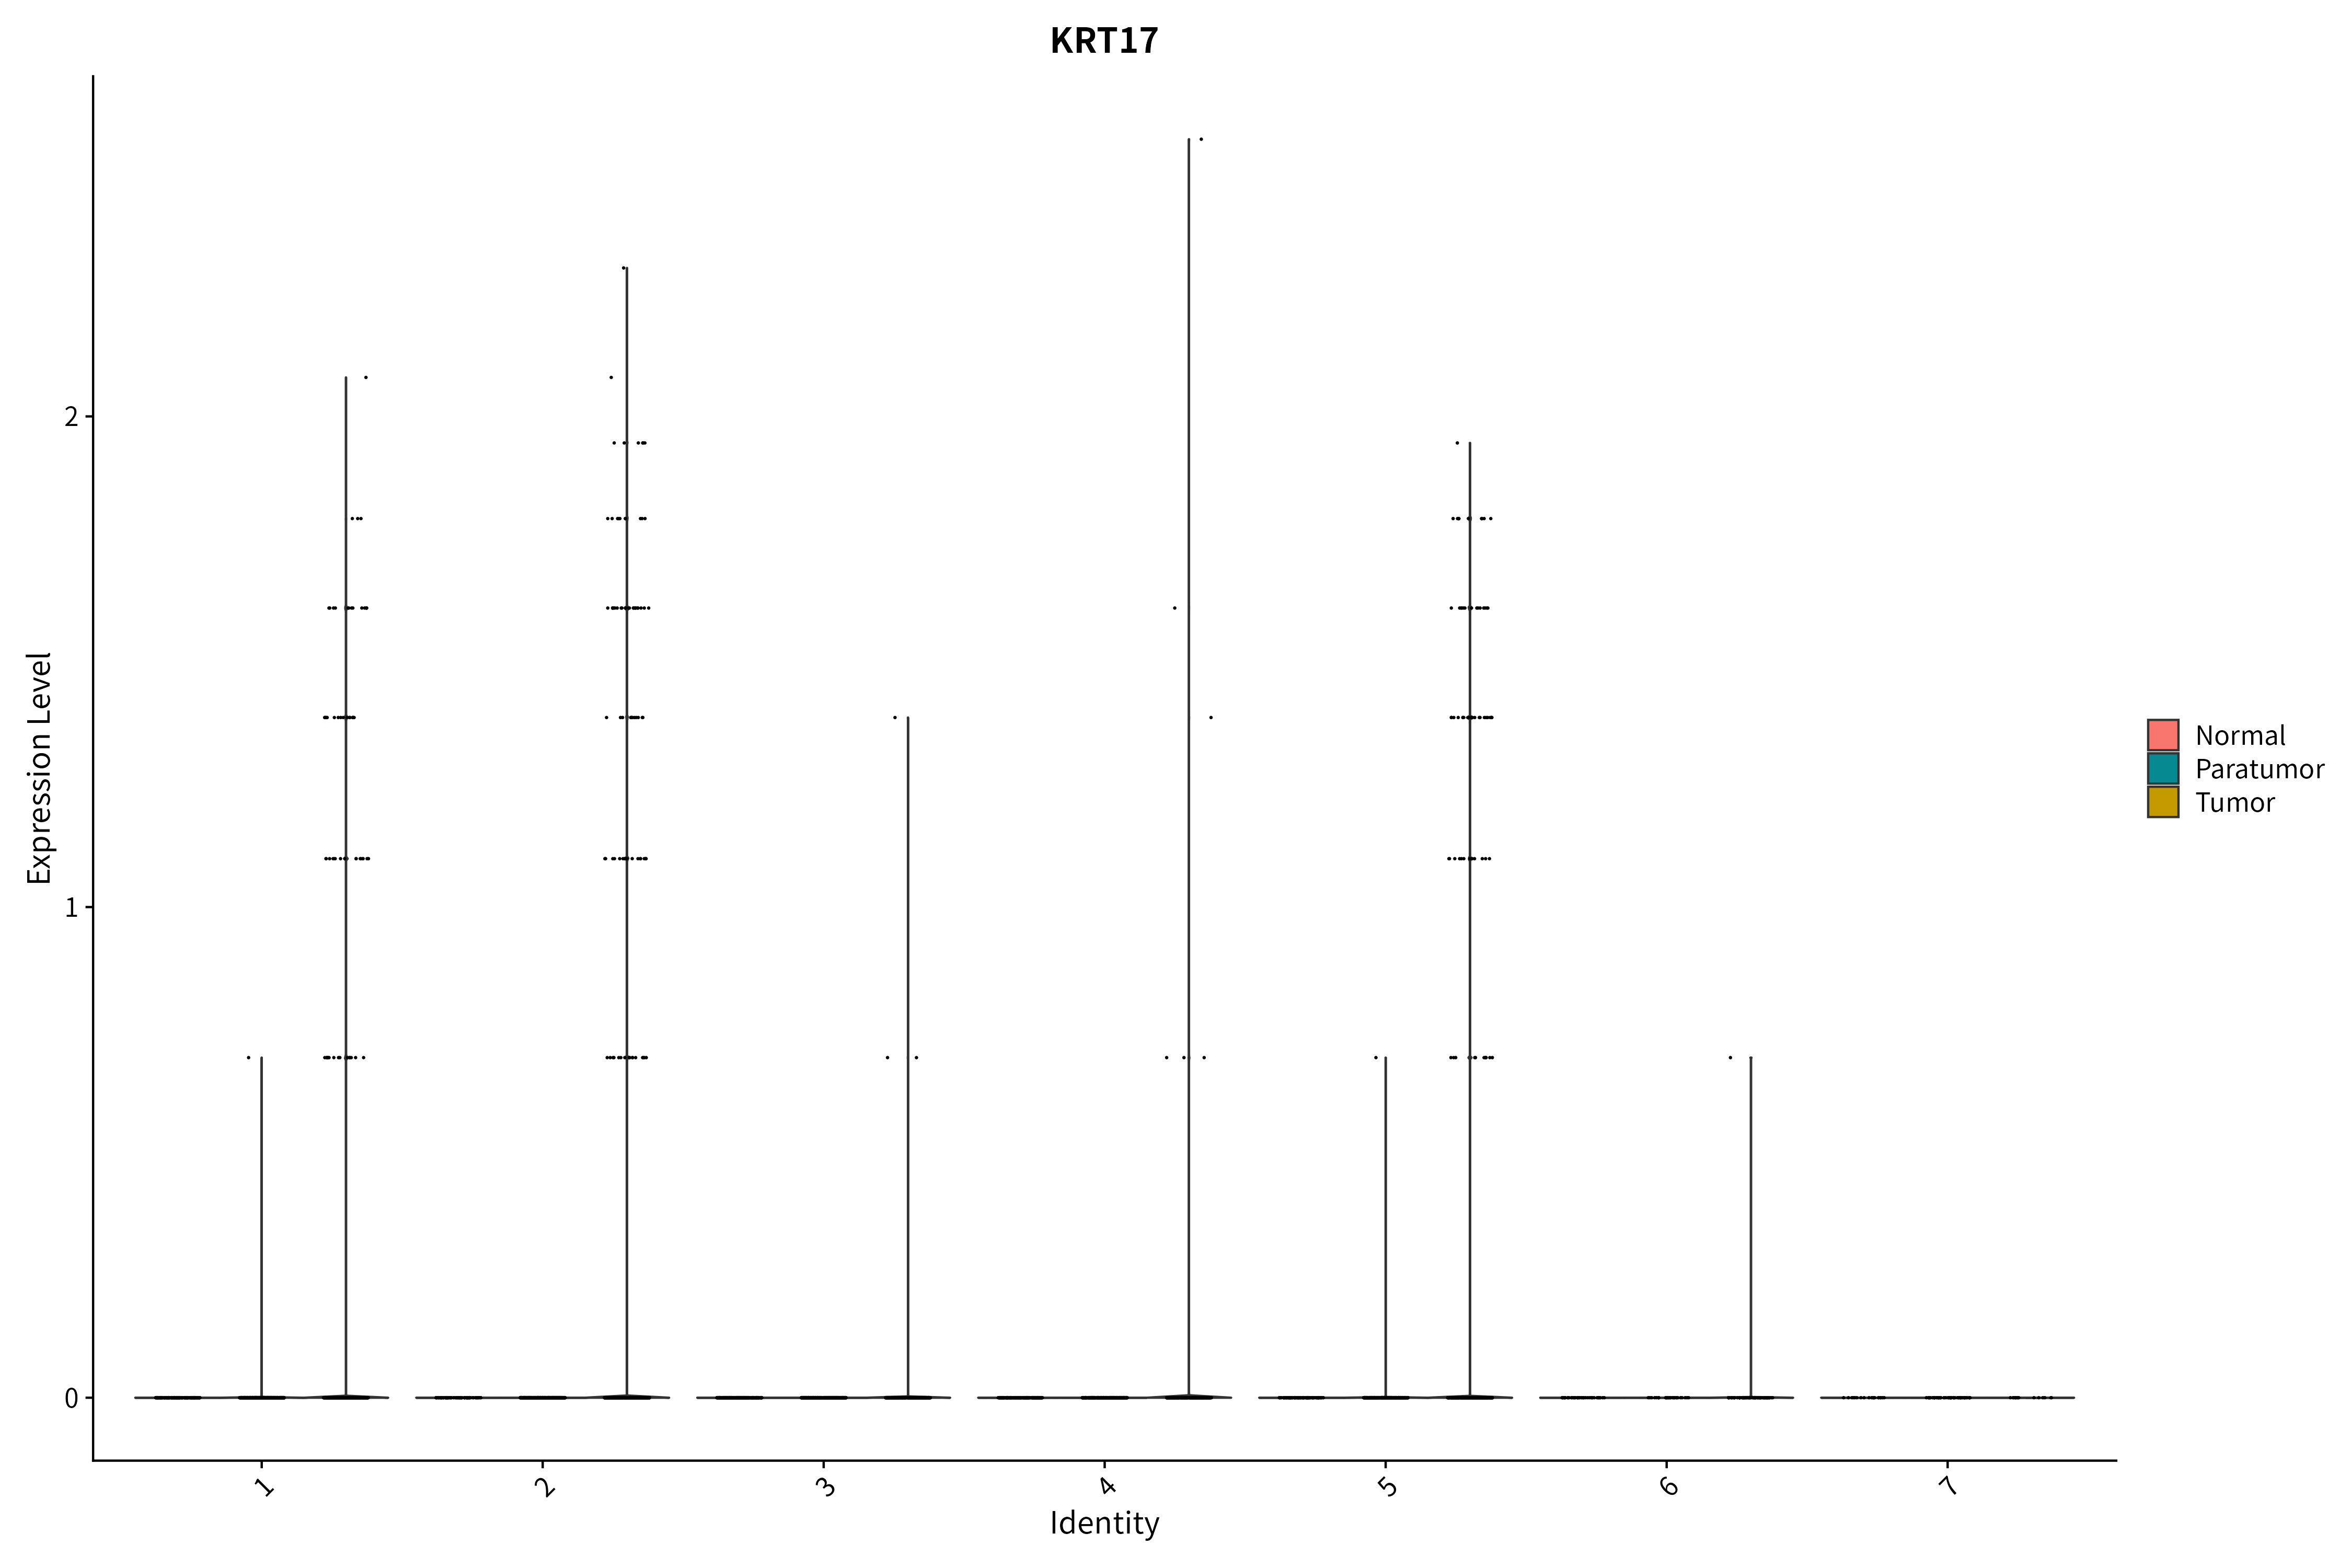 KRT17
Expression Level
2
1
0
1
2
3
4
5
6
7
Identity
Normal
Paratumor
Tumor